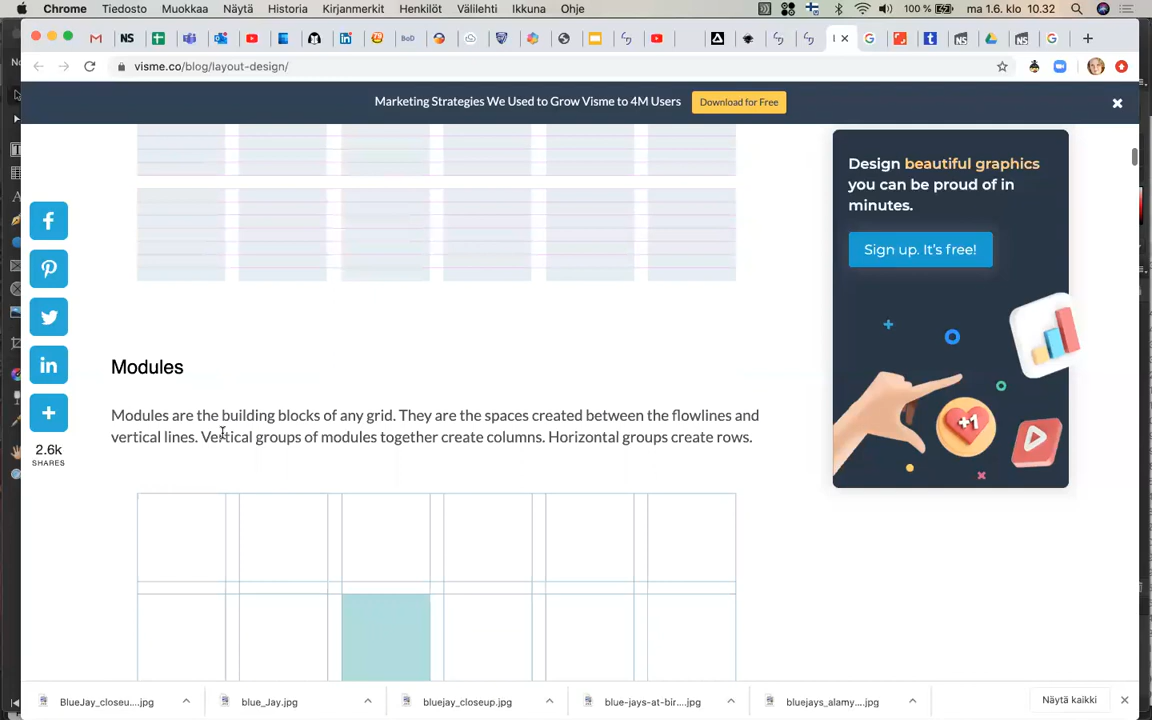 Chrome Tiedosto Muokkaa Näytä Historia Kirjanmerkit Henkilöt Välilehti Ikkuna Ohje 100 % ma 1.6. klo 10.32
visme.co/blog/layout-design/
Marketing Strategies We Used to Grow Visme to 4M Users Download for Free
Design beautiful graphics
you can be proud of in
minutes.
Sign up. It's free!
+1
Modules
Modules are the building blocks of any grid. They are the spaces created between the flowlines and
vertical lines. Vertical groups of modules together create columns. Horizontal groups create rows.
2.6k
SHARES
BlueJay_closeu....jpg blue_Jay.jpg bluejay_closeup.jpg blue-jays-at-bir....jpg bluejays_alamy....jpg Näytä kaikki